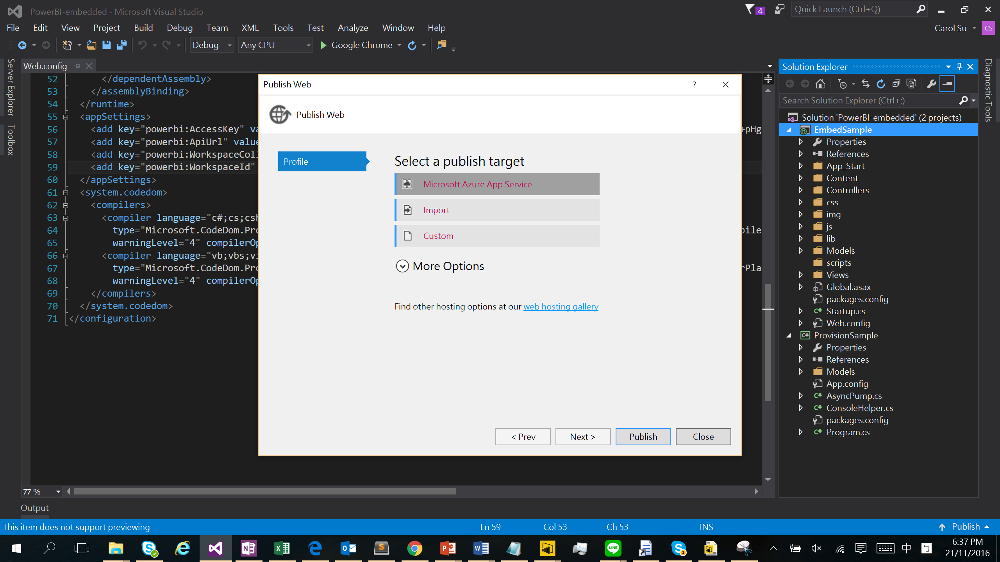 PowerBI-embedded - Microsoft Visual Studio
4
Quick Launch (Ctrl+Q)
File Edit View Project Build Debug Team XML Tools Test Analyze Window Help
Carol Su CS
Debug Any CPU Google Chrome
Server Explorer
Toolbox
Web.config
52 </dependentAssembly>
53 </assemblyBinding>
54 </runtime>
55 <appSettings>
56 <add key="powerbi:AccessKey" va
+pHg
57 <add key="powerbi:ApiUrl" value
58 <add key="powerbi:WorkspaceColl
59 <add key="powerbi:WorkspaceId"
60 </appSettings>
61 <system.codedom>
62 <compilers>
63 <compiler language="c#;cs;csh
64 type="Microsoft.CodeDom.Pro
piler
65 warningLevel="4" compilerOp
66 <compiler language="vb;vbs;vi
67 type="Microsoft.CodeDom.Pro
rPlat
68 warningLevel="4" compilerOp
69 </compilers>
70 </system.codedom>
71 </configuration>
77 %
Output
Publish Web
?
Publish Web
Profile
Select a publish target
Microsoft Azure App Service
Import
Custom
More Options
Find other hosting options at our web hosting gallery
< Prev
Next >
Publish
Close
Solution Explorer
Search Solution Explorer (Ctrl+;)
Solution 'PowerBI-embedded' (2 projects)
EmbedSample
Properties
References
App_Start
Content
Controllers
css
img
js
lib
Models
scripts
Views
Global.asax
packages.config
C# Startup.cs
Web.config
C# ProvisionSample
Properties
References
Models
App.config
C# AsyncPump.cs
C# ConsoleHelper.cs
packages.config
C# Program.cs
Diagnostic Tools
This item does not support previewing
Ln 59 Col 53 Ch 53 INS
Publish
LINE
1
中 ㄅ
6:37 PM
21/11/2016